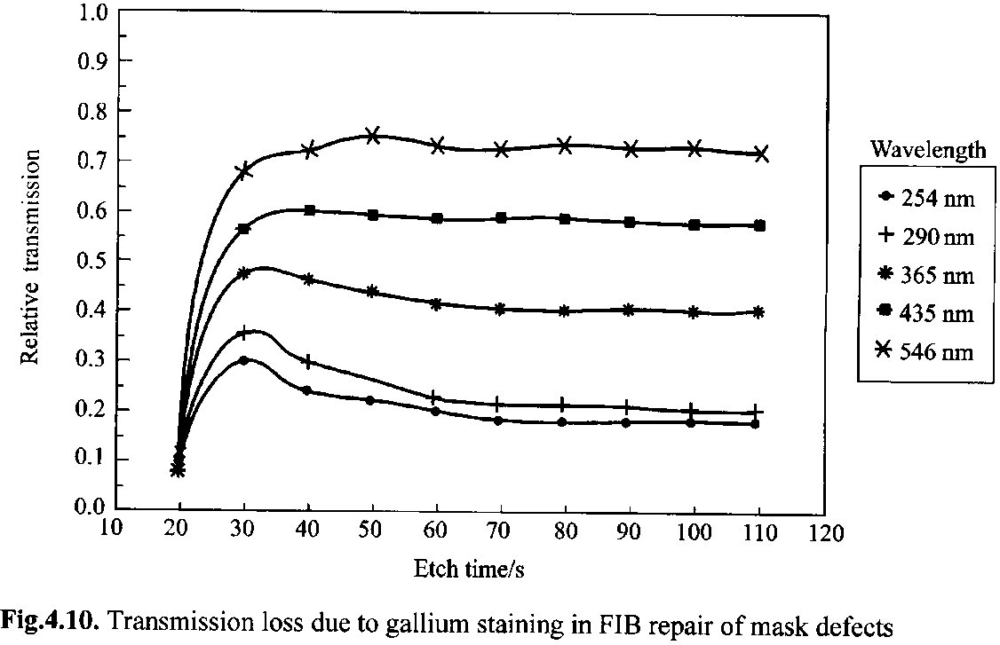 1.0
0.9
0.8
0.7
0.6
0.5
0.4
0.3
0.2
0.1
0.0
Relative transmission
10 20 30 40 50 60 70 80 90 100 110 120
Etch time/s
Wavelength
254 nm
290 nm
365 nm
435 nm
546 nm
Fig.4.10. Transmission loss due to gallium staining in FIB repair of mask defects